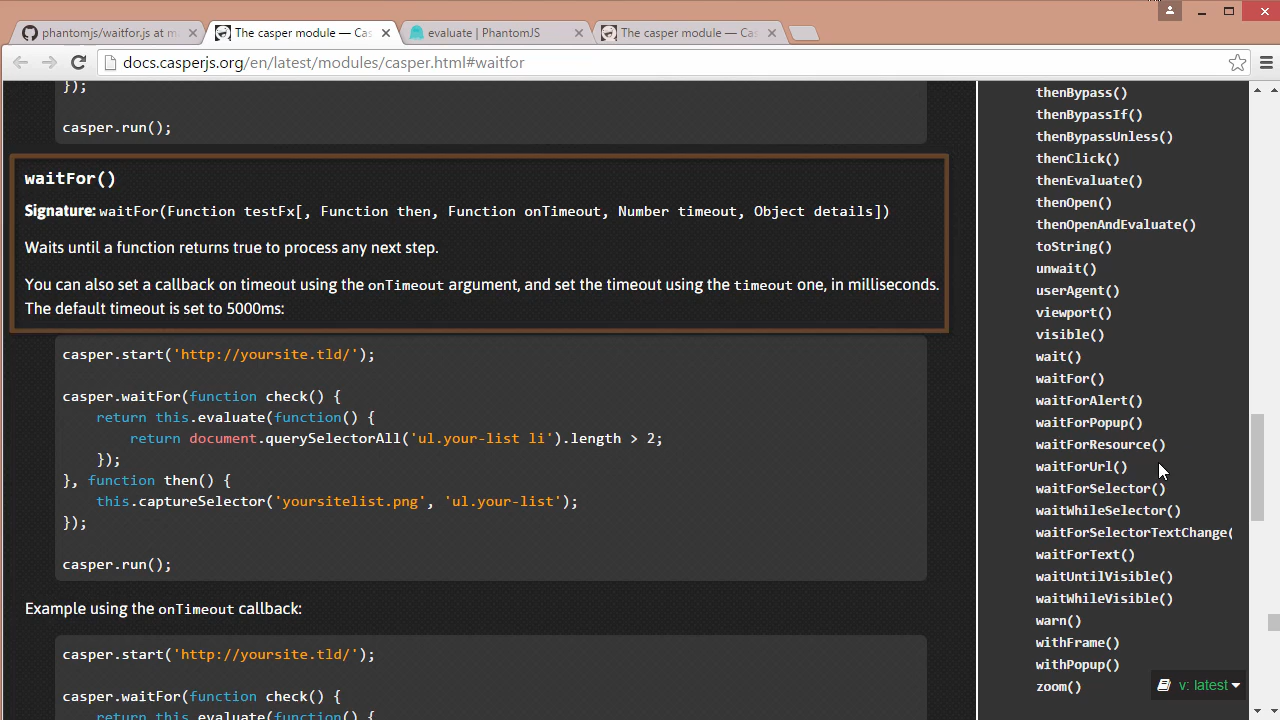 phantomjs/waitfor.js at m
The casper module — Cas
evaluate | PhantomJS
The casper module — Cas
docs.casperjs.org/en/latest/modules/casper.html#waitfor
});
casper.run();
waitFor()
Signature: waitFor(Function testFx[, Function then, Function onTimeout, Number timeout, Object details])
Waits until a function returns true to process any next step.
You can also set a callback on timeout using the onTimeout argument, and set the timeout using the timeout one, in milliseconds.
The default timeout is set to 5000ms:
casper.start('http://yoursite.tld/');
casper.waitFor(function check() {
return this.evaluate(function() {
return document.querySelectorAll('ul.your-list li').length > 2;
});
}, function then() {
this.captureSelector('yoursitelist.png', 'ul.your-list');
});
casper.run();
Example using the onTimeout callback:
casper.start('http://yoursite.tld/');
casper.waitFor(function check() {
return this.evaluate(function() {
thenBypass()
thenBypassIf()
thenBypassUnless()
thenClick()
thenEvaluate()
thenOpen()
thenOpenAndEvaluate()
toString()
unwait()
userAgent()
viewport()
visible()
wait()
waitFor()
waitForAlert()
waitForPopup()
waitForResource()
waitForUrl()
waitForSelector()
waitWhileSelector()
waitForSelectorTextChange(
waitForText()
waitUntilVisible()
waitWhileVisible()
warn()
withFrame()
withPopup()
zoom()
v: latest